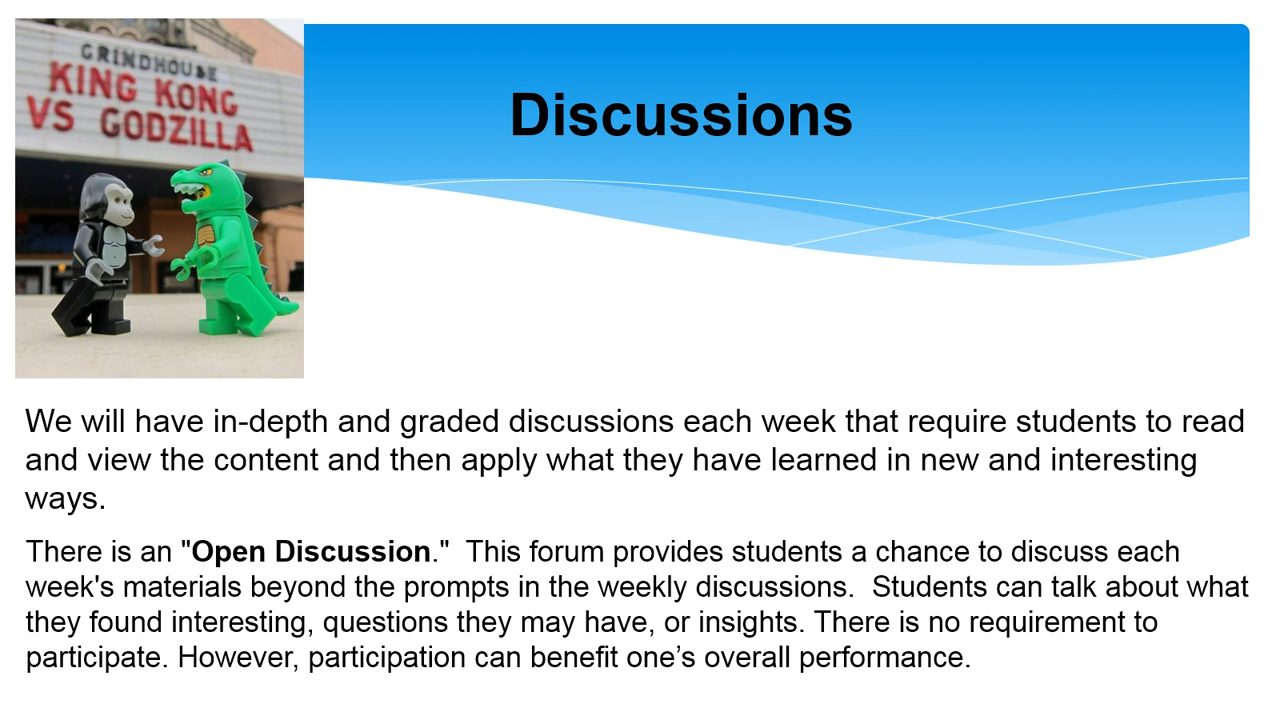 GRINDHOUSE
KING KONG
VS GODZILLA
Discussions
We will have in-depth and graded discussions each week that require students to read
and view the content and then apply what they have learned in new and interesting
ways.
There is an "Open Discussion."  This forum provides students a chance to discuss each
week's materials beyond the prompts in the weekly discussions.  Students can talk about what
they found interesting, questions they may have, or insights. There is no requirement to
participate. However, participation can benefit one’s overall performance.